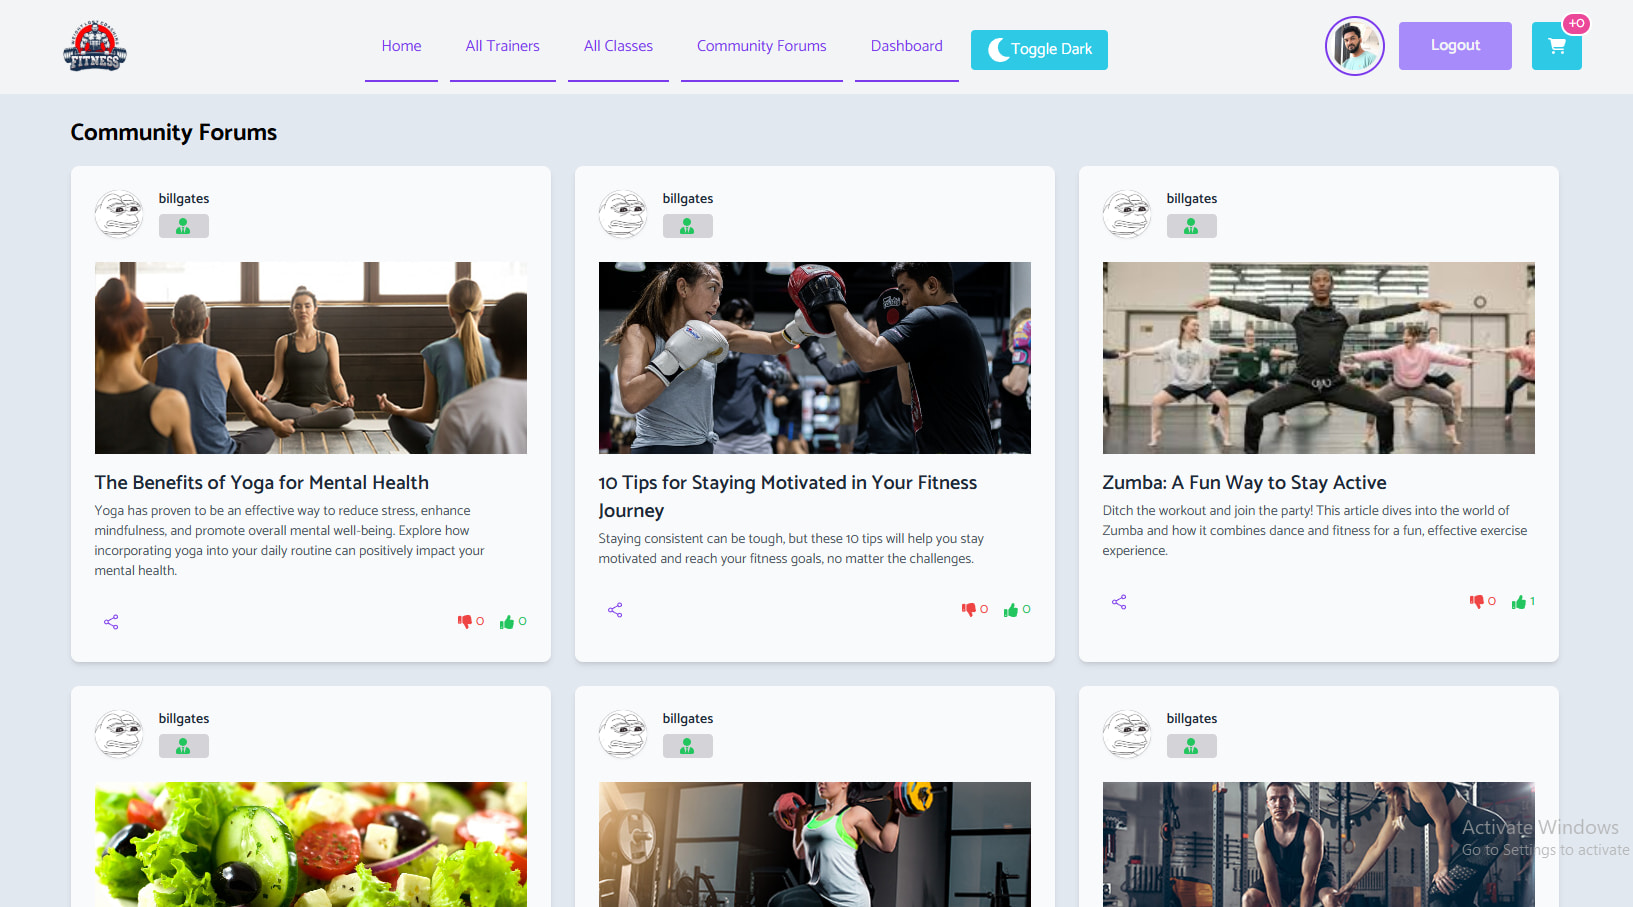 FITNESS
Home
All Trainers
All Classes
Community Forums
Dashboard
Toggle Dark
Logout
+0
Community Forums
billgates
billgates
billgates
The Benefits of Yoga for Mental Health
Yoga has proven to be an effective way to reduce stress, enhance
mindfulness, and promote overall mental well-being. Explore how
incorporating yoga into your daily routine can positively impact your
mental health.
0
0
10 Tips for Staying Motivated in Your Fitness
Journey
Staying consistent can be tough, but these 10 tips will help you stay
motivated and reach your fitness goals, no matter the challenges.
0
0
Zumba: A Fun Way to Stay Active
Ditch the workout and join the party! This article dives into the world of
Zumba and how it combines dance and fitness for a fun, effective exercise
experience.
0
1
billgates
billgates
billgates
Activate Windows
Go to Settings to activate